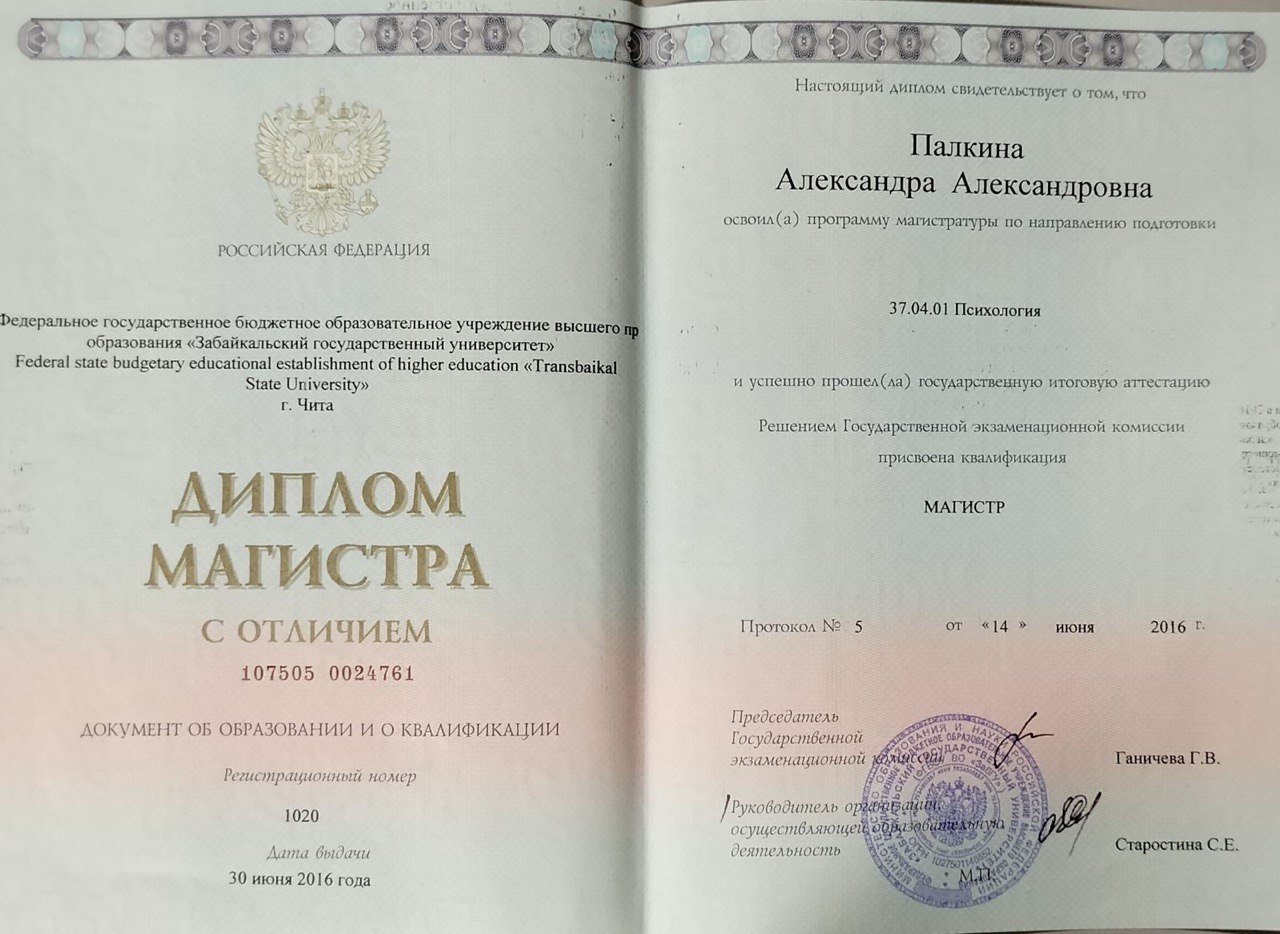 РОССИЙСКАЯ ФЕДЕРАЦИЯ
Федеральное государственное бюджетное образовательное учреждение высшего пр
образования «Забайкальский государственный университет»
Federal state budgetary educational establishment of higher education «Transbaikal
State University»
г. Чита
ДИПЛОМ
МАГИСТРА
С ОТЛИЧИЕМ
107505 0024761
ДОКУМЕНТ ОБ ОБРАЗОВАНИИ И О КВАЛИФИКАЦИИ
Регистрационный номер
1020
Дата выдачи
30 июня 2016 года
Настоящий диплом свидетельствует о том, что
Палкина
Александра Александровна
освоил(а) программу магистратуры по направлению подготовки
37.04.01 Психология
и успешно прошел(ла) государственную итоговую аттестацию
Решением Государственной экзаменационной комиссии
присвоена квалификация
МАГИСТР
Протокол № 5 от «14 » июня 2016 г.
Председатель
Государственной
экзаменационной комиссии
Ганичева Г.В.
Руководитель организации,
осуществляющей образовательную
деятельность
Старостина С.Е.
М.П.